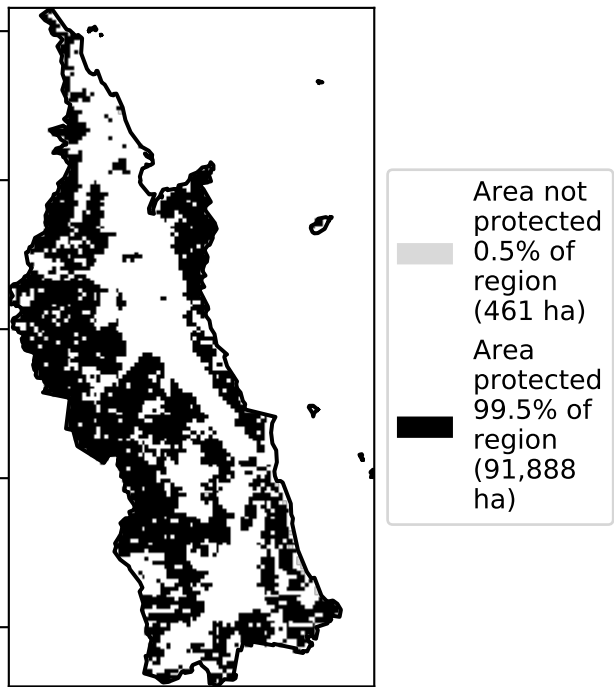 Area not
protected
0.5% of
region
(461 ha)
Area
protected
99.5% of
region
(91,888
ha)